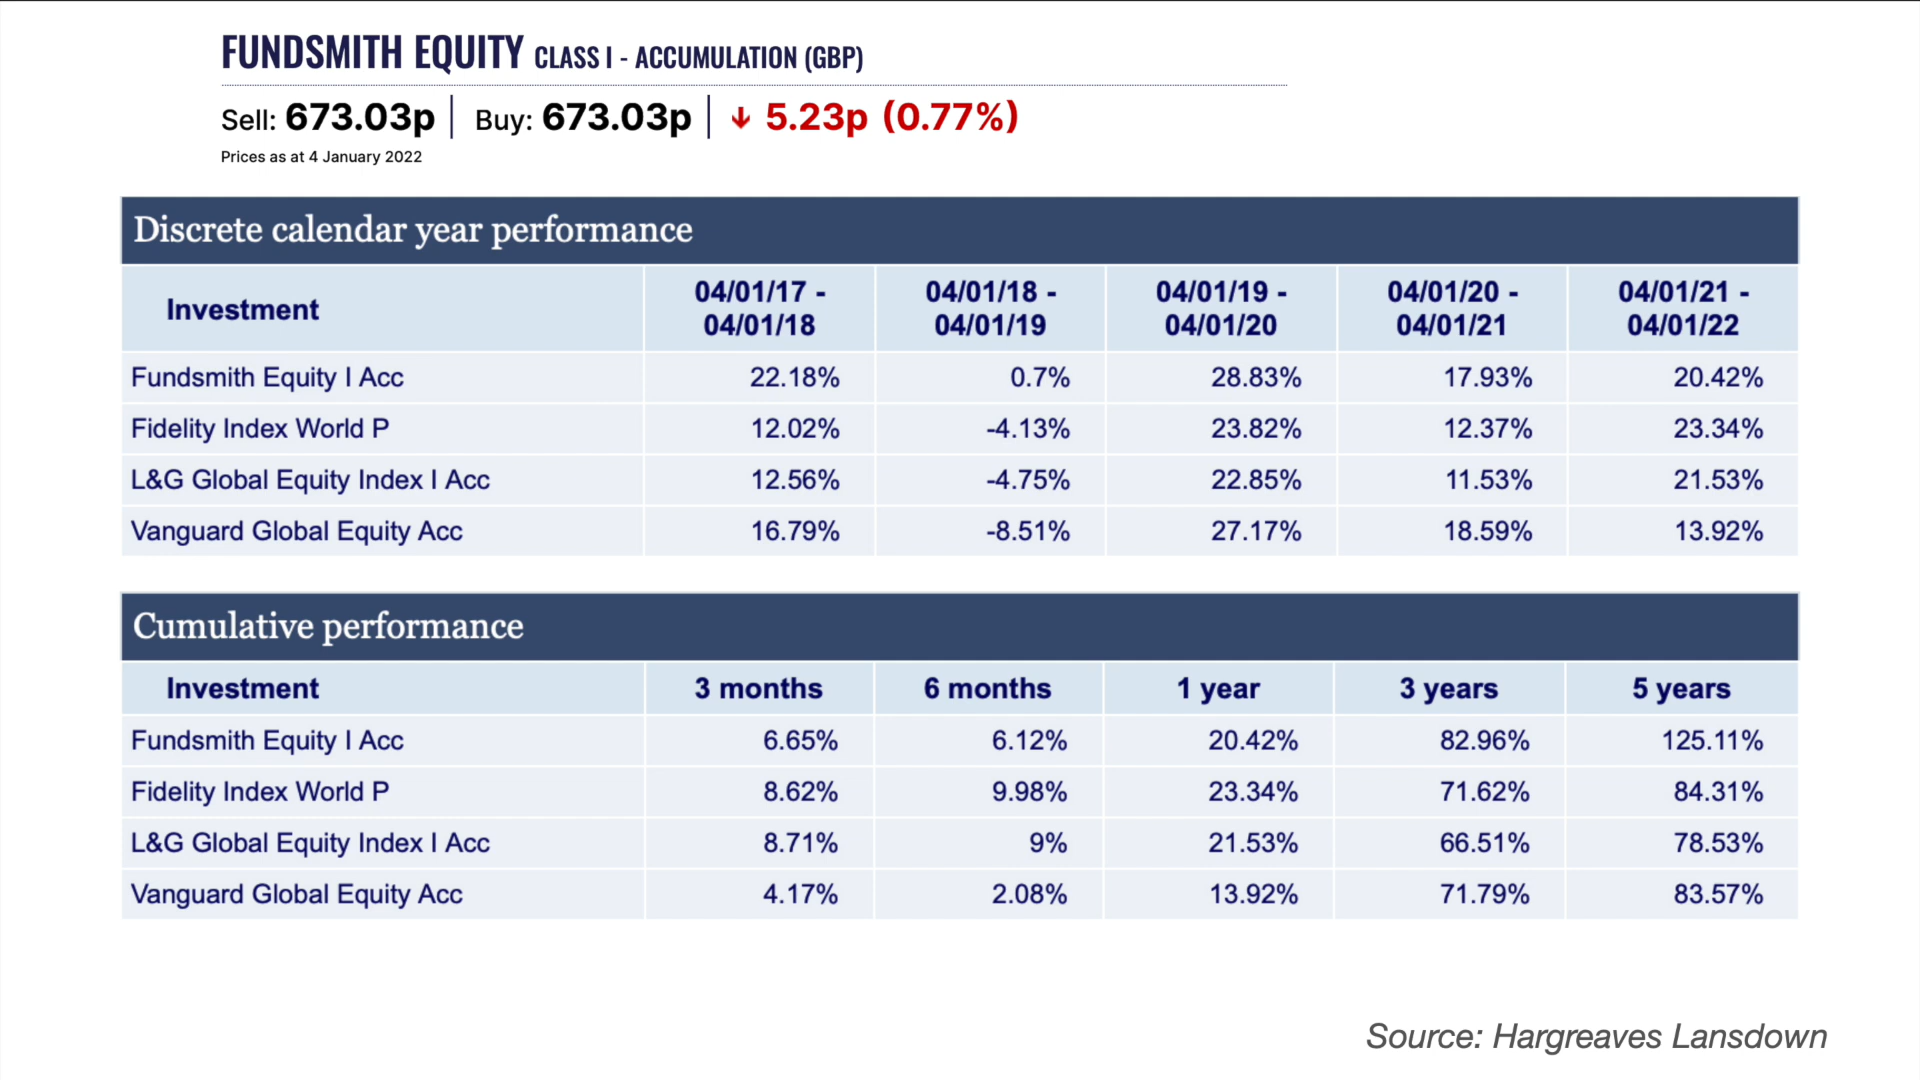 FUNDSMITH EQUITY CLASS I - ACCUMULATION (GBP)
Sell: 673.03p Buy: 673.03p ↓ 5.23p (0.77%)
Prices as at 4 January 2022
Discrete calendar year performance
Investment 04/01/17 - 04/01/18 04/01/18 - 04/01/19 04/01/19 - 04/01/20 04/01/20 - 04/01/21 04/01/21 - 04/01/22
Fundsmith Equity I Acc 22.18% 0.7% 28.83% 17.93% 20.42%
Fidelity Index World P 12.02% -4.13% 23.82% 12.37% 23.34%
L&G Global Equity Index I Acc 12.56% -4.75% 22.85% 11.53% 21.53%
Vanguard Global Equity Acc 16.79% -8.51% 27.17% 18.59% 13.92%
Cumulative performance
Investment 3 months 6 months 1 year 3 years 5 years
Fundsmith Equity I Acc 6.65% 6.12% 20.42% 82.96% 125.11%
Fidelity Index World P 8.62% 9.98% 23.34% 71.62% 84.31%
L&G Global Equity Index I Acc 8.71% 9% 21.53% 66.51% 78.53%
Vanguard Global Equity Acc 4.17% 2.08% 13.92% 71.79% 83.57%
Source: Hargreaves Lansdown